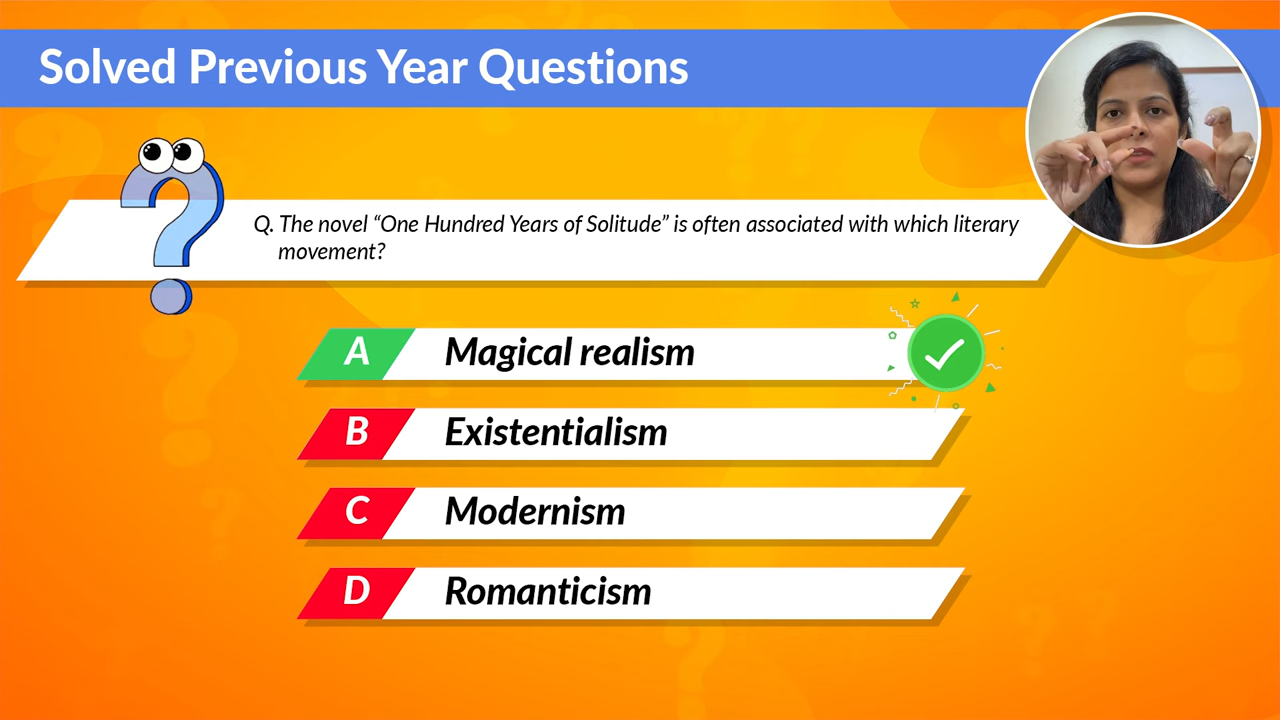 Solved Previous Year Questions
Q. The novel “One Hundred Years of Solitude” is often associated with which literary
movement?
A Magical realism
B Existentialism
C Modernism
D Romanticism